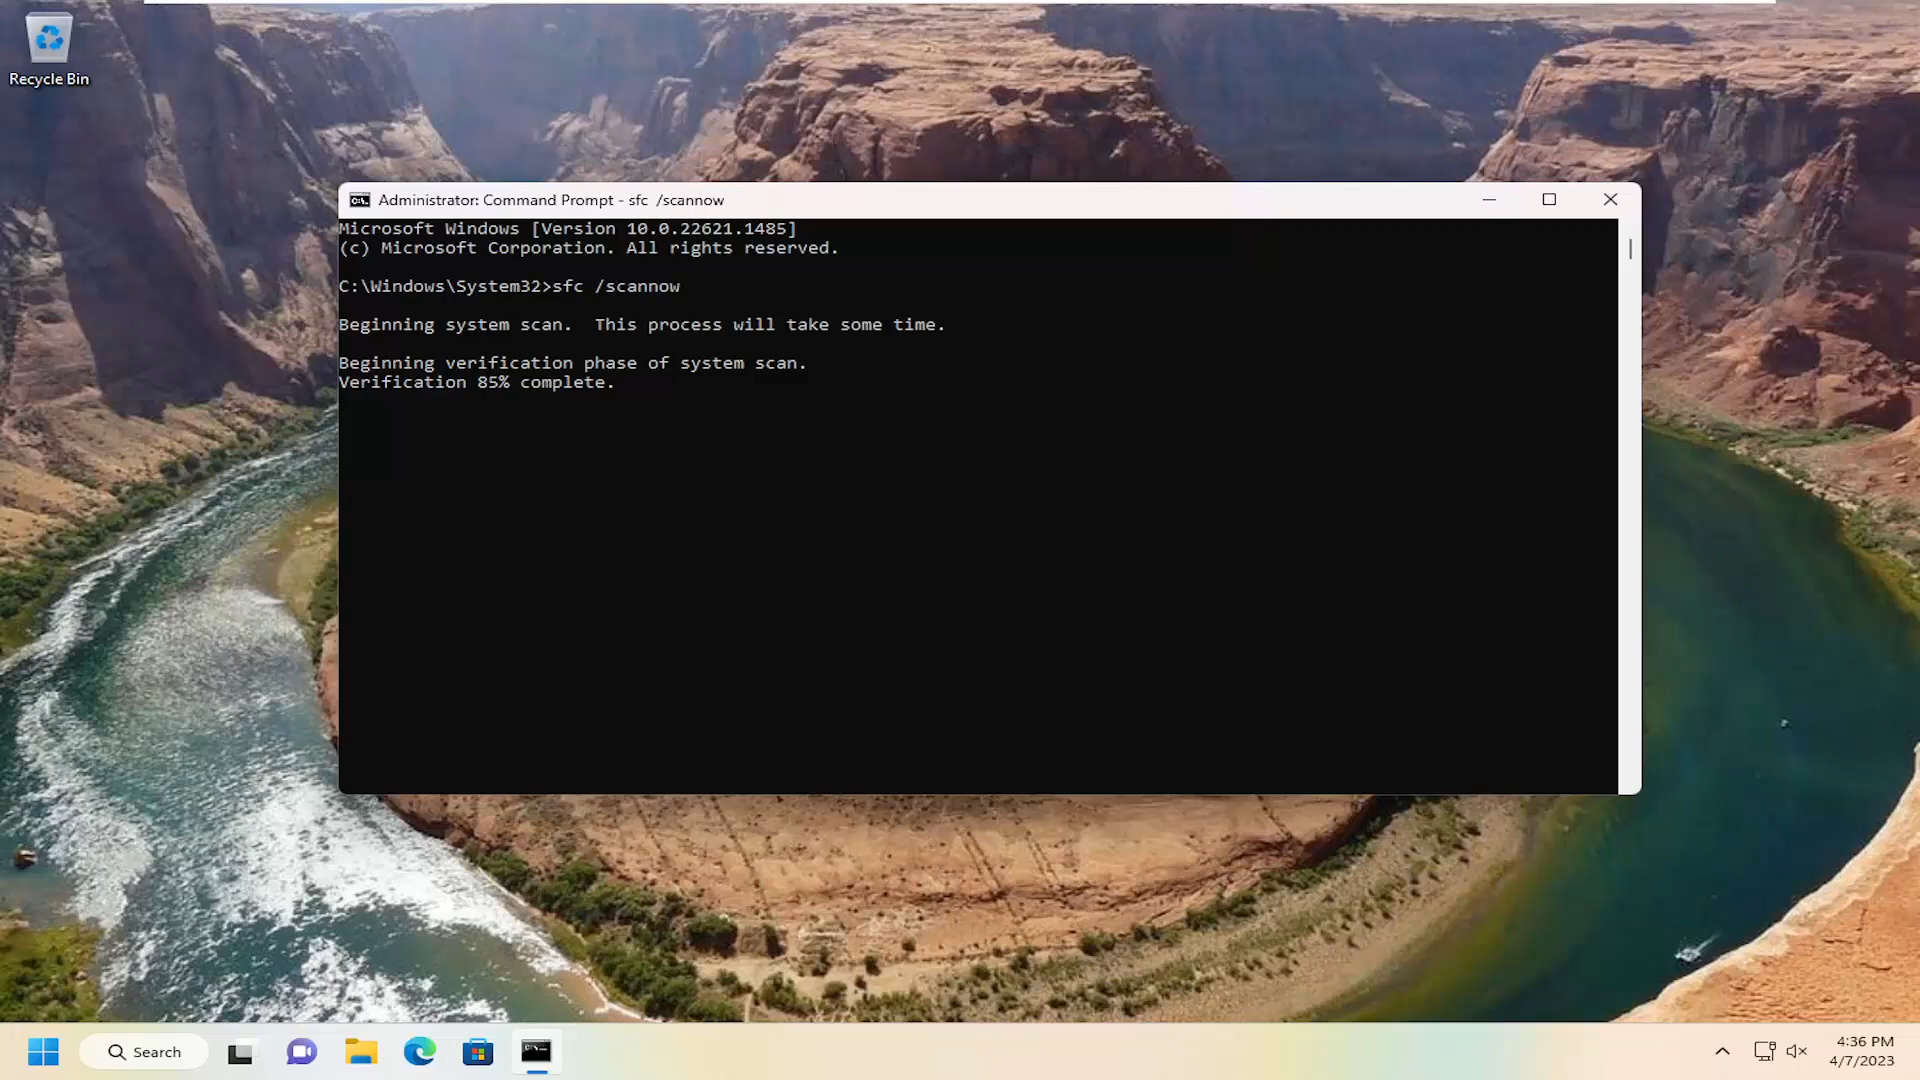 Recycle Bin
Administrator: Command Prompt - sfc  /scannow
Microsoft Windows [Version 10.0.22621.1485]
(c) Microsoft Corporation. All rights reserved.
C:\Windows\System32>sfc /scannow
Beginning system scan.  This process will take some time.
Beginning verification phase of system scan.
Verification 85% complete.
Search
4:36 PM
4/7/2023